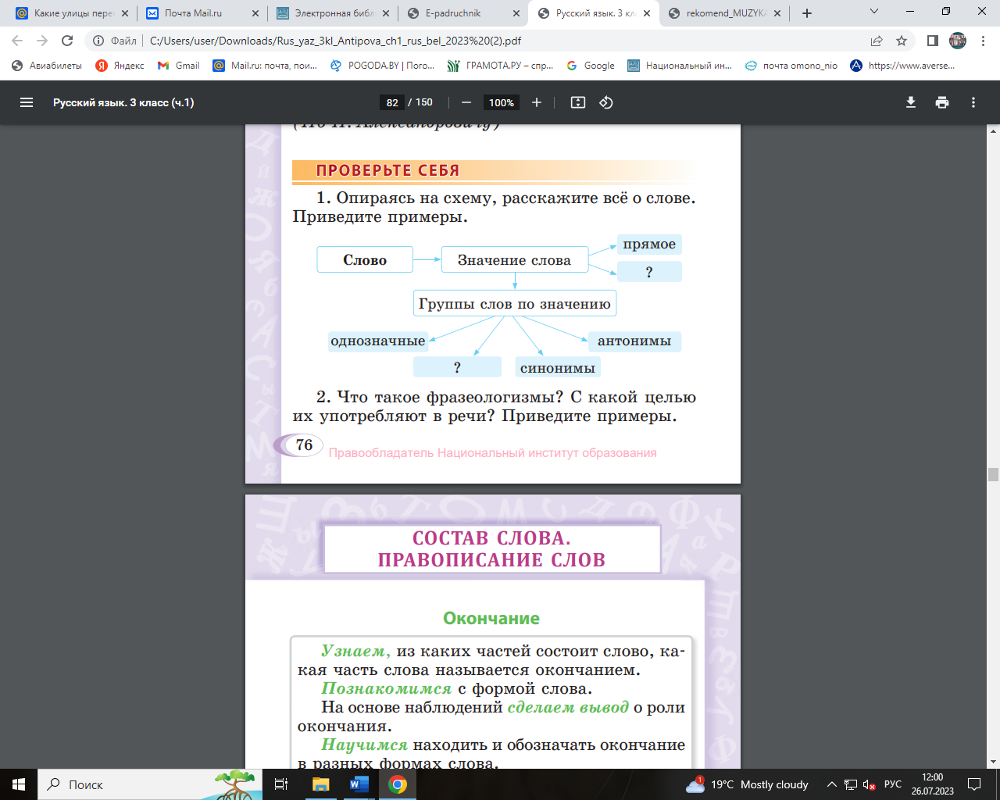 Какие улицы пере
Почта Mail.ru
Электронная библ
E-padruchnik
Русский язык. 3 кл
rekomend_MUZYKA
Файл
C:/Users/user/Downloads/Rus_yaz_3kl_Antipova_ch1_rus_bel_2023%20(2).pdf
Авиабилеты
Яндекс
Gmail
Mail.ru: почта, пои...
POGODA.BY | Пого...
ГРАМОТА.РУ – спр...
Google
Национальный ин...
почта omono_nio
https://www.averse...
Русский язык. 3 класс (ч.1)
82 / 150
100%
ПРОВЕРЬТЕ СЕБЯ
1. Опираясь на схему, расскажите всё о слове.
Приведите примеры.
Слово
Значение слова
прямое
?
Группы слов по значению
однозначные
?
синонимы
антонимы
2. Что такое фразеологизмы? С какой целью
их употребляют в речи? Приведите примеры.
76
Правообладатель Национальный институт образования
СОСТАВ СЛОВА.
ПРАВОПИСАНИЕ СЛОВ
Окончание
Узнаем, из каких частей состоит слово, ка-
кая часть слова называется окончанием.
Познакомимся с формой слова.
На основе наблюдений сделаем вывод о роли
окончания.
Научимся находить и обозначать окончание
в разных формах слова.
Поиск
1
19°C Mostly cloudy
РУС
12:00
26.07.2023